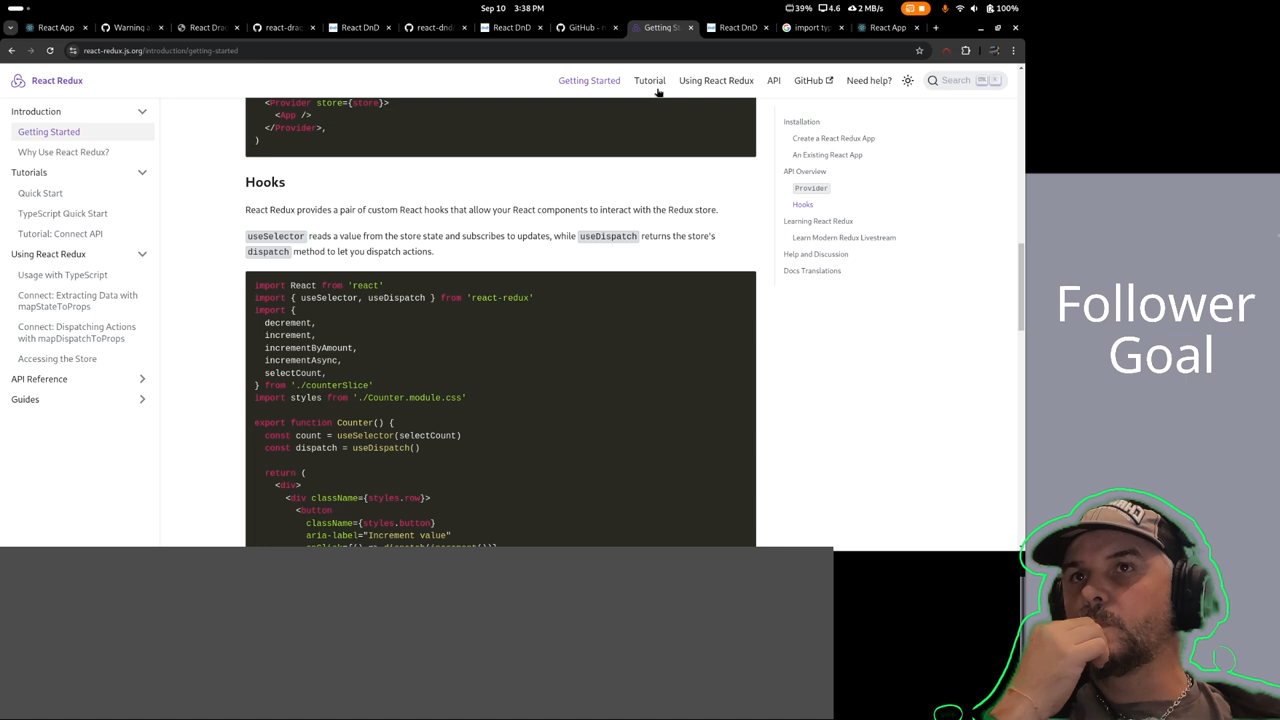 Sep 10 3:38 PM
39% 4.6 2 MB/s 100%
React App
Warning a
React Dra
react-drag
React DnD
react-dnd
React DnD
GitHub - r
Getting St
React DnD
import typ
React App
react-redux.js.org/introduction/getting-started
React Redux
Getting Started Tutorial Using React Redux API GitHub Need help? Search
Introduction
Getting Started
Why Use React Redux?
Tutorials
Quick Start
TypeScript Quick Start
Tutorial: Connect API
Using React Redux
Usage with TypeScript
Connect: Extracting Data with
mapStateToProps
Connect: Dispatching Actions
with mapDispatchToProps
Accessing the Store
API Reference
Guides
<Provider store={store}>
<App />
</Provider>,
)
Hooks
React Redux provides a pair of custom React hooks that allow your React components to interact with the Redux store.
useSelector reads a value from the store state and subscribes to updates, while useDispatch returns the store's
dispatch method to let you dispatch actions.
import React from 'react'
import { useSelector, useDispatch } from 'react-redux'
import {
decrement,
increment,
incrementByAmount,
incrementAsync,
selectCount,
} from './counterSlice'
import styles from './Counter.module.css'
export function Counter() {
const count = useSelector(selectCount)
const dispatch = useDispatch()
return (
<div>
<div className={styles.row}>
<button
className={styles.button}
aria-label="Increment value"
onClick={() => dispatch(increment())}
Installation
Create a React Redux App
An Existing React App
API Overview
Provider
Hooks
Learning React Redux
Learn Modern Redux Livestream
Help and Discussion
Docs Translations
Follower
Goal